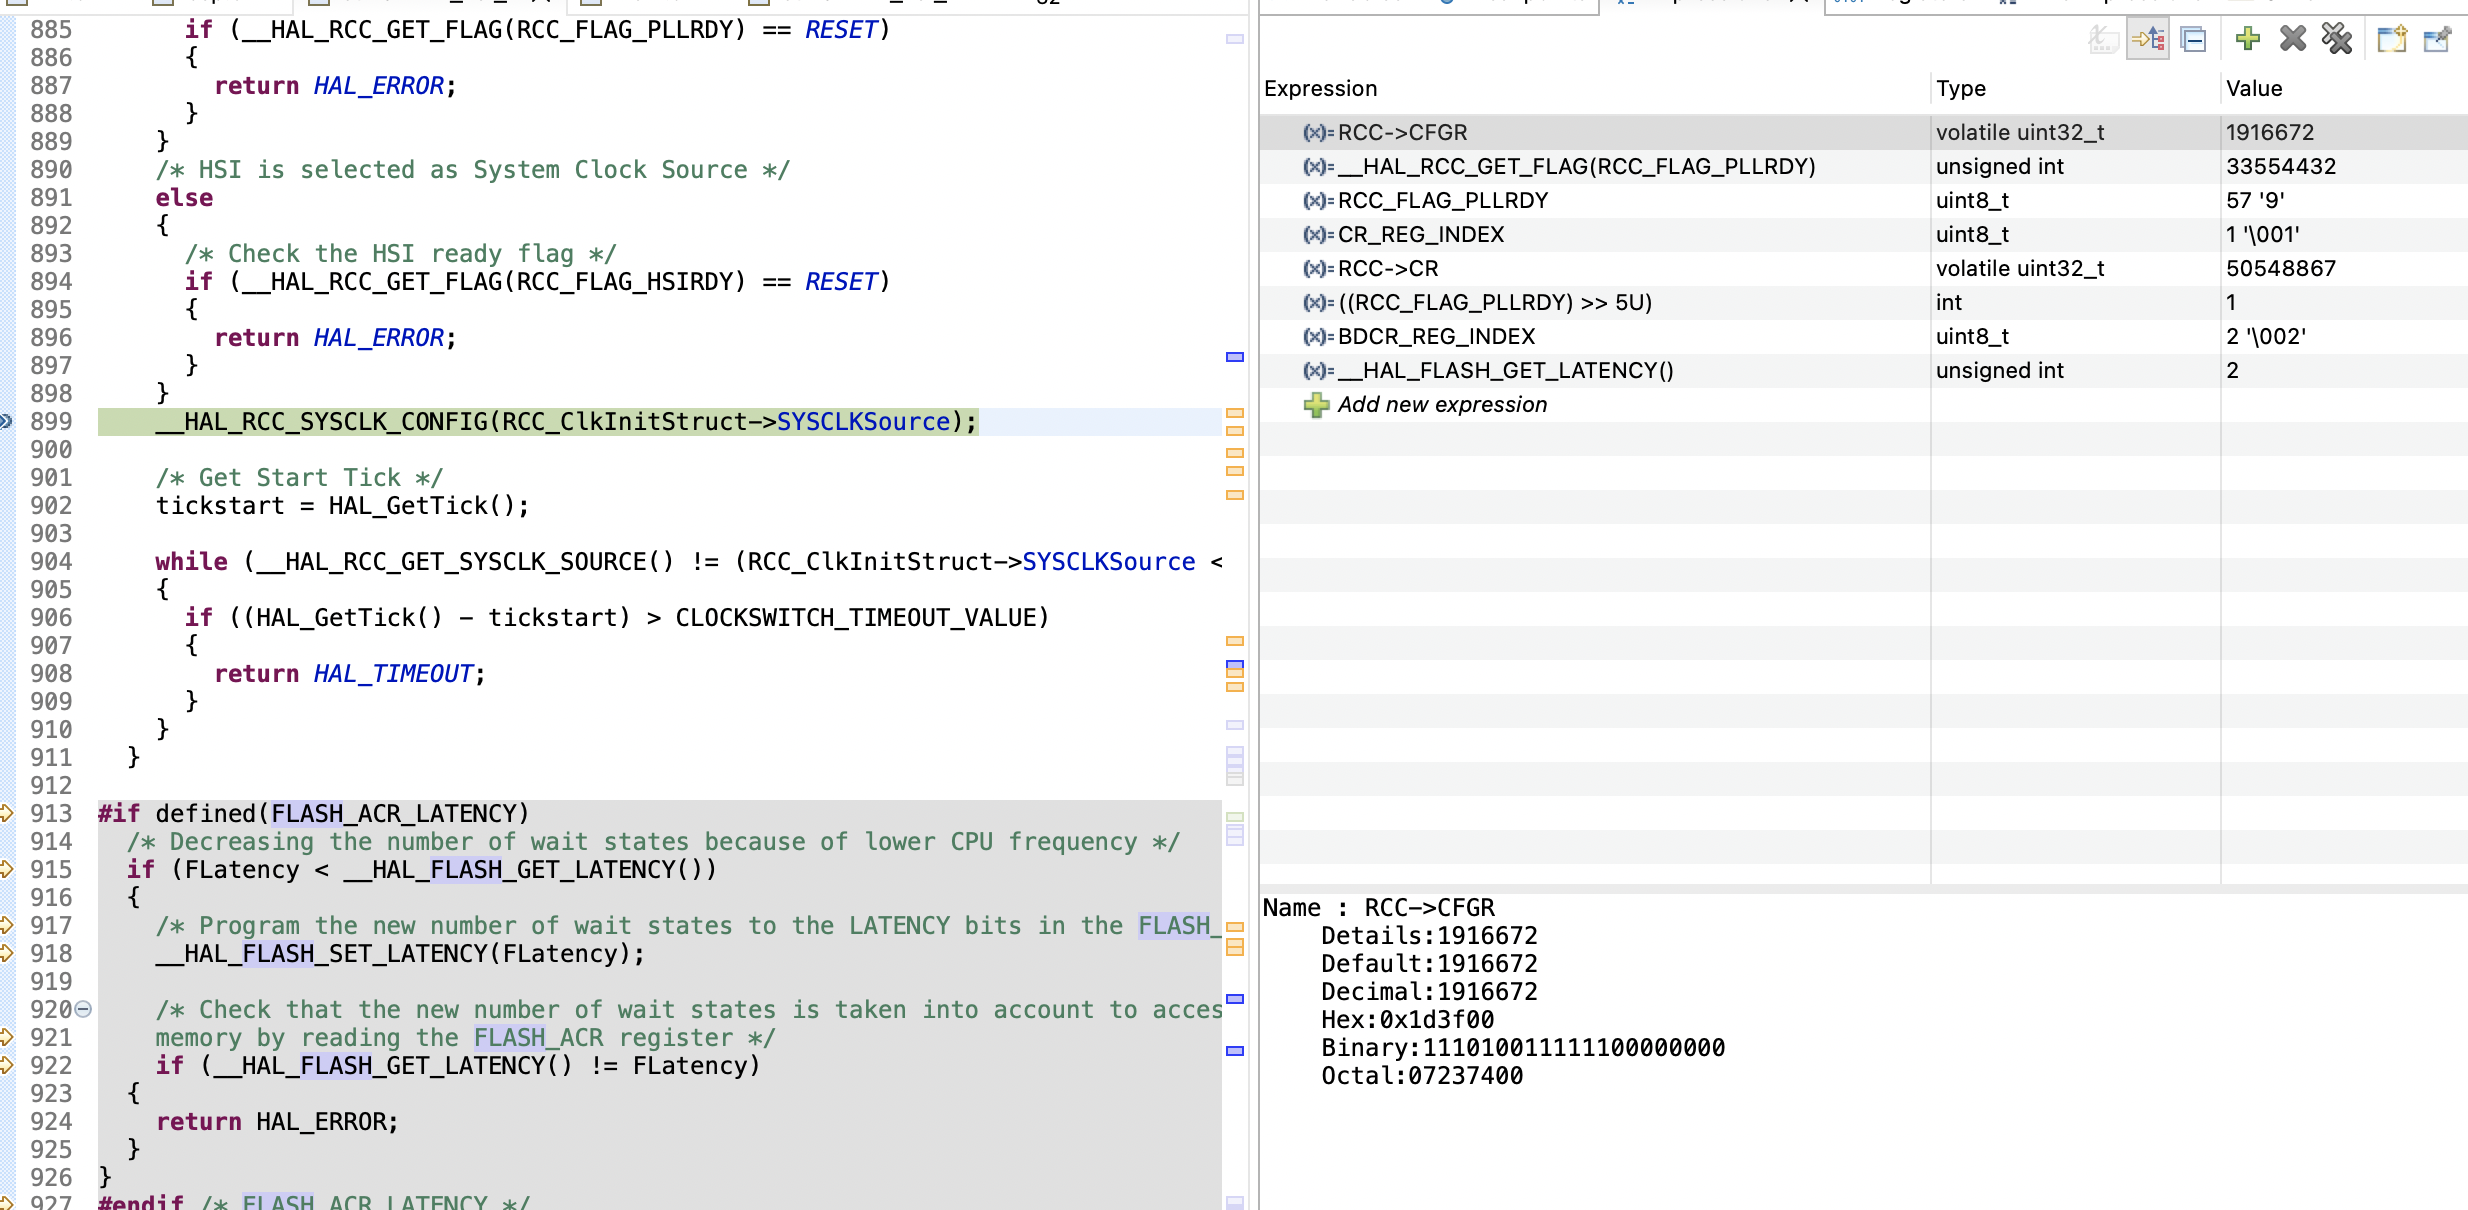 885 if (__HAL_RCC_GET_FLAG(RCC_FLAG_PLLRDY) == RESET)
886 {
887 return HAL_ERROR;
888 }
889 }
890 /* HSI is selected as System Clock Source */
891 else
892 {
893 /* Check the HSI ready flag */
894 if (__HAL_RCC_GET_FLAG(RCC_FLAG_HSIRDY) == RESET)
895 {
896 return HAL_ERROR;
897 }
898 }
899 __HAL_RCC_SYSCLK_CONFIG(RCC_ClkInitStruct->SYSCLKSource);
900
901 /* Get Start Tick */
902 tickstart = HAL_GetTick();
903
904 while (__HAL_RCC_GET_SYSCLK_SOURCE() != (RCC_ClkInitStruct->SYSCLKSource <
905 {
906 if ((HAL_GetTick() - tickstart) > CLOCKSWITCH_TIMEOUT_VALUE)
907 {
908 return HAL_TIMEOUT;
909 }
910 }
911 }
912
913 #if defined(FLASH_ACR_LATENCY)
914 /* Decreasing the number of wait states because of lower CPU frequency */
915 if (FLatency < __HAL_FLASH_GET_LATENCY())
916 {
917 /* Program the new number of wait states to the LATENCY bits in the FLASH_
918 __HAL_FLASH_SET_LATENCY(FLatency);
919
920 /* Check that the new number of wait states is taken into account to acces
921 memory by reading the FLASH_ACR register */
922 if (__HAL_FLASH_GET_LATENCY() != FLatency)
923 {
924 return HAL_ERROR;
925 }
926 }
927 #endif /* FLASH_ACR_LATENCY */
Expression Type Value
(x)= RCC->CFGR volatile uint32_t 1916672
(x)= __HAL_RCC_GET_FLAG(RCC_FLAG_PLLRDY) unsigned int 33554432
(x)= RCC_FLAG_PLLRDY uint8_t 57 '9'
(x)= CR_REG_INDEX uint8_t 1 '\001'
(x)= RCC->CR volatile uint32_t 50548867
(x)= ((RCC_FLAG_PLLRDY) >> 5U) int 1
(x)= BDCR_REG_INDEX uint8_t 2 '\002'
(x)= __HAL_FLASH_GET_LATENCY() unsigned int 2
Add new expression
Name : RCC->CFGR
Details:1916672
Default:1916672
Decimal:1916672
Hex:0x1d3f00
Binary:111010011111100000000
Octal:07237400